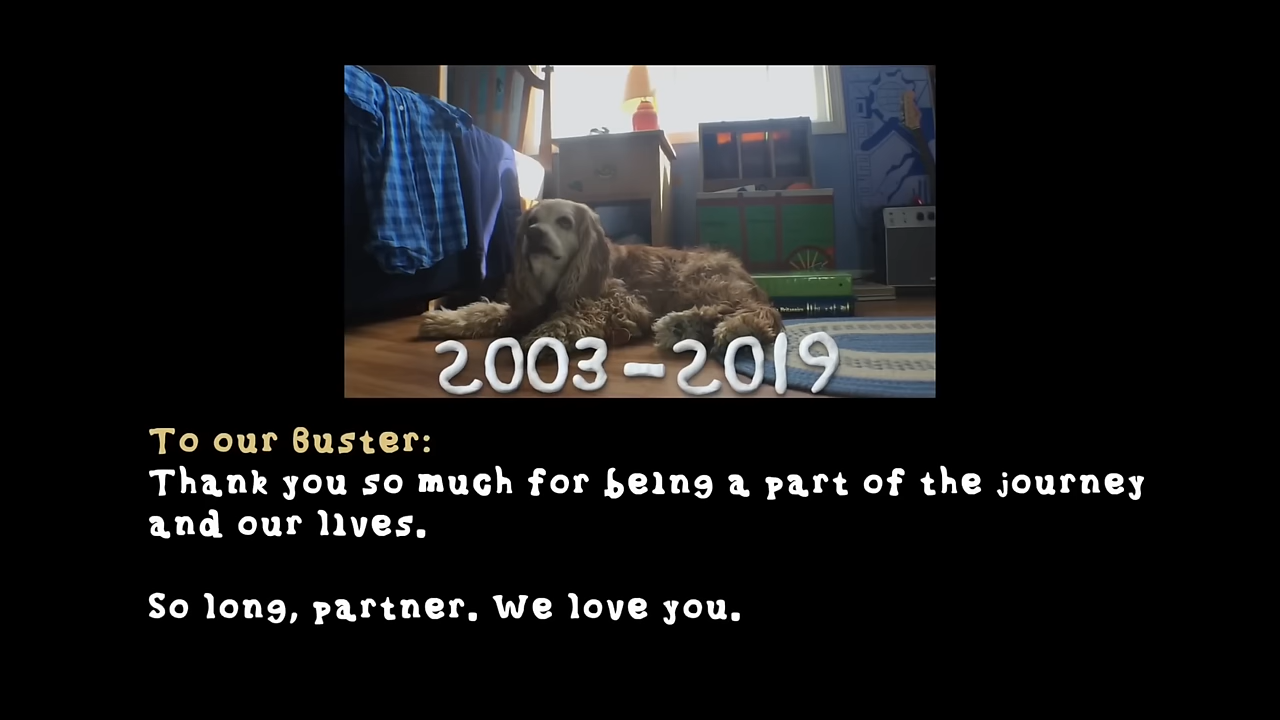 2003-2019
Britannica
To our Buster:
Thank you so much for being a part of the journey
and our lives.
So long, partner. We love you.